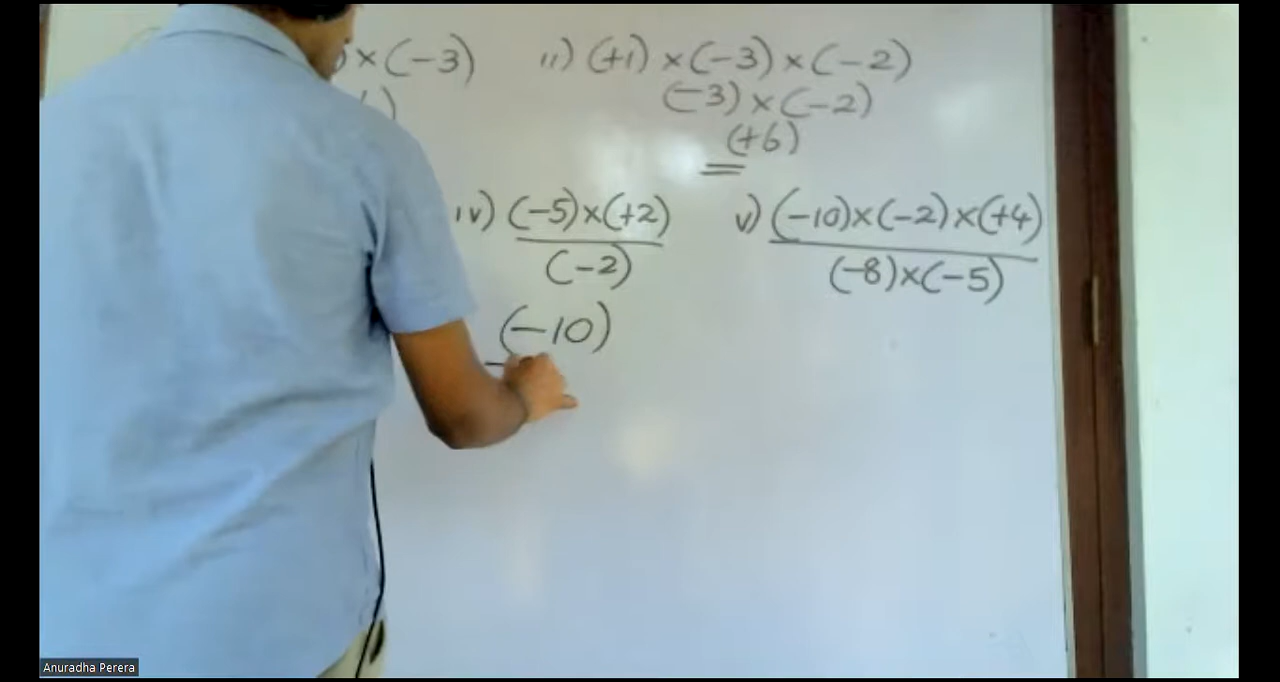 ×(-3)
ii) (+1) ×(-3)×(-2)
(-3)×(-2)
(+6)
iv) (-5)×(+2)
(-2)
(-10)
v) (-10)×(-2)×(+4)
(-8)×(-5)
Anuradha Perera